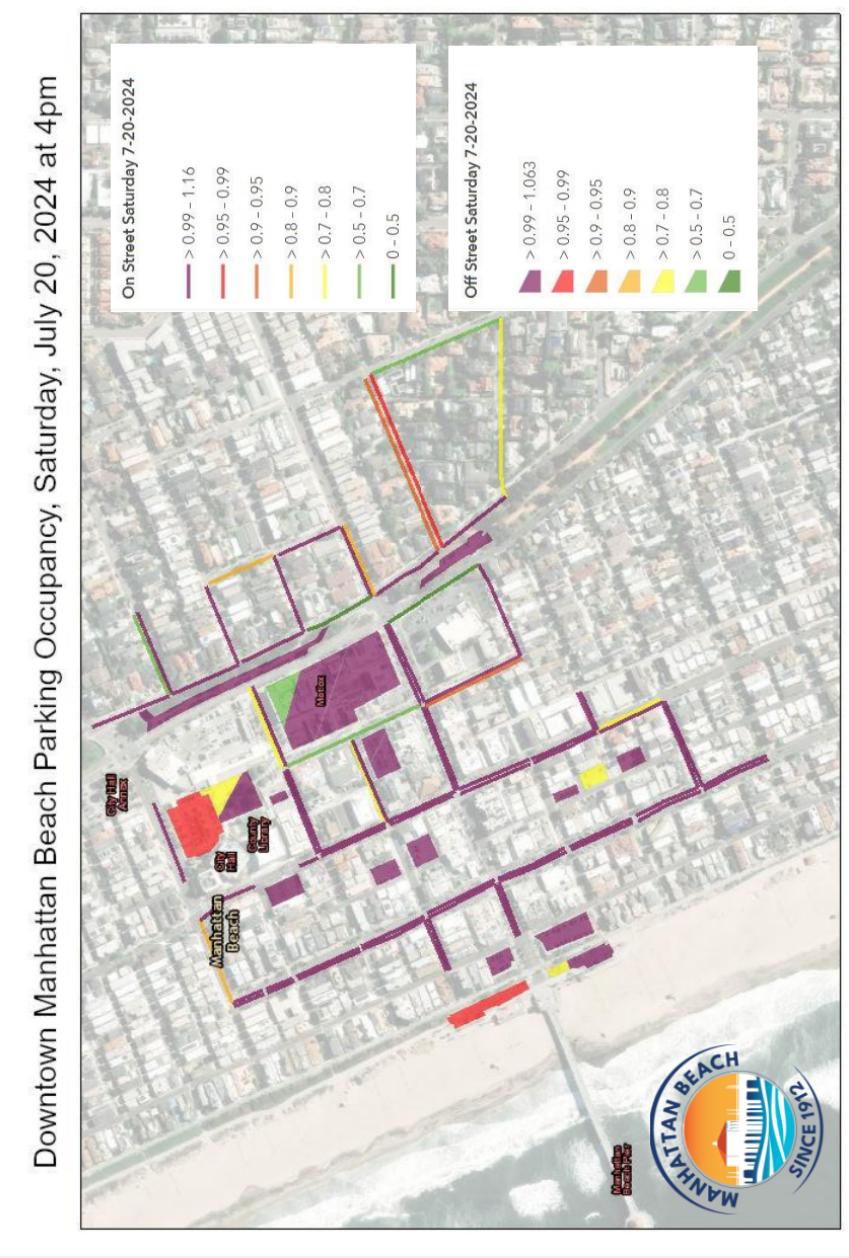 Downtown Manhattan Beach Parking Occupancy, Saturday, July 20, 2024 at 4pm
On Street Saturday 7-20-2024
> 0.99 – 1.16
> 0.95 – 0.99
> 0.9 – 0.95
> 0.8 – 0.9
> 0.7 – 0.8
> 0.5 – 0.7
0 – 0.5
Off Street Saturday 7-20-2024
> 0.99 – 1.063
> 0.95 – 0.99
> 0.9 – 0.95
> 0.8 – 0.9
> 0.7 – 0.8
> 0.5 – 0.7
0 – 0.5
City Hall
Annex
City
Hall
County
Library
Metlox
Manhattan
Beach
Manhattan
Beach Pier
MANHATTAN BEACH
SINCE 1912